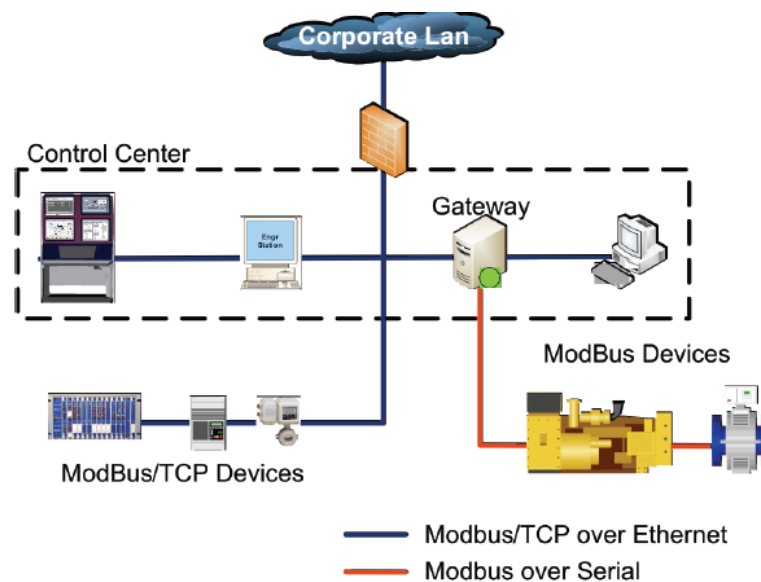 Corporate Lan
Control Center
Gateway
Engr
Station
ModBus Devices
ModBus/TCP Devices
Modbus/TCP over Ethernet
Modbus over Serial